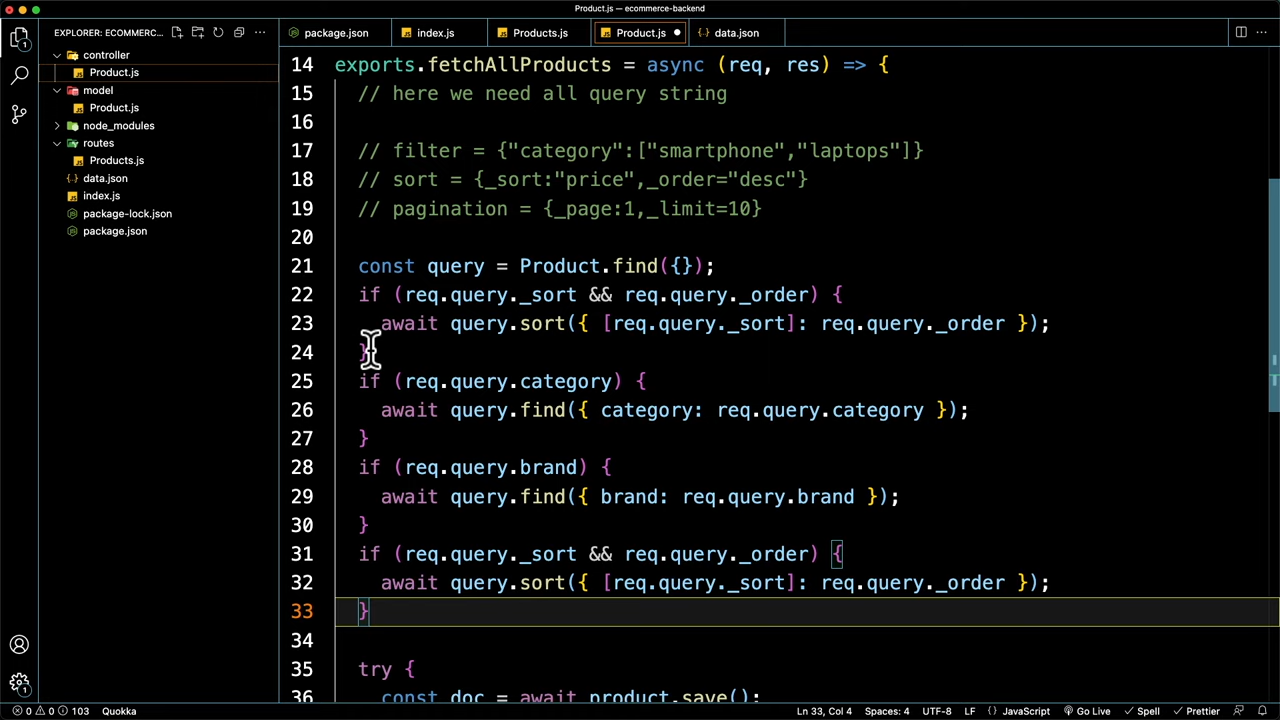 Product.js — ecommerce-backend
EXPLORER: ECOMMERC...
package.json
index.js
Products.js
Product.js
data.json
controller
Product.js
model
Product.js
node_modules
routes
Products.js
data.json
index.js
package-lock.json
package.json
14 exports.fetchAllProducts = async (req, res) => {
15 // here we need all query string
16
17 // filter = {"category":["smartphone","laptops"]}
18 // sort = {_sort:"price",_order="desc"}
19 // pagination = {_page:1,_limit=10}
20
21 const query = Product.find({});
22 if (req.query._sort && req.query._order) {
23 await query.sort({ [req.query._sort]: req.query._order });
24 }
25 if (req.query.category) {
26 await query.find({ category: req.query.category });
27 }
28 if (req.query.brand) {
29 await query.find({ brand: req.query.brand });
30 }
31 if (req.query._sort && req.query._order) {
32 await query.sort({ [req.query._sort]: req.query._order });
33 }
34
35 try {
36 const doc = await product.save();
1
1
0 0 103 Quokka
Ln 33, Col 4 Spaces: 4 UTF-8 LF {} JavaScript Go Live Spell Prettier